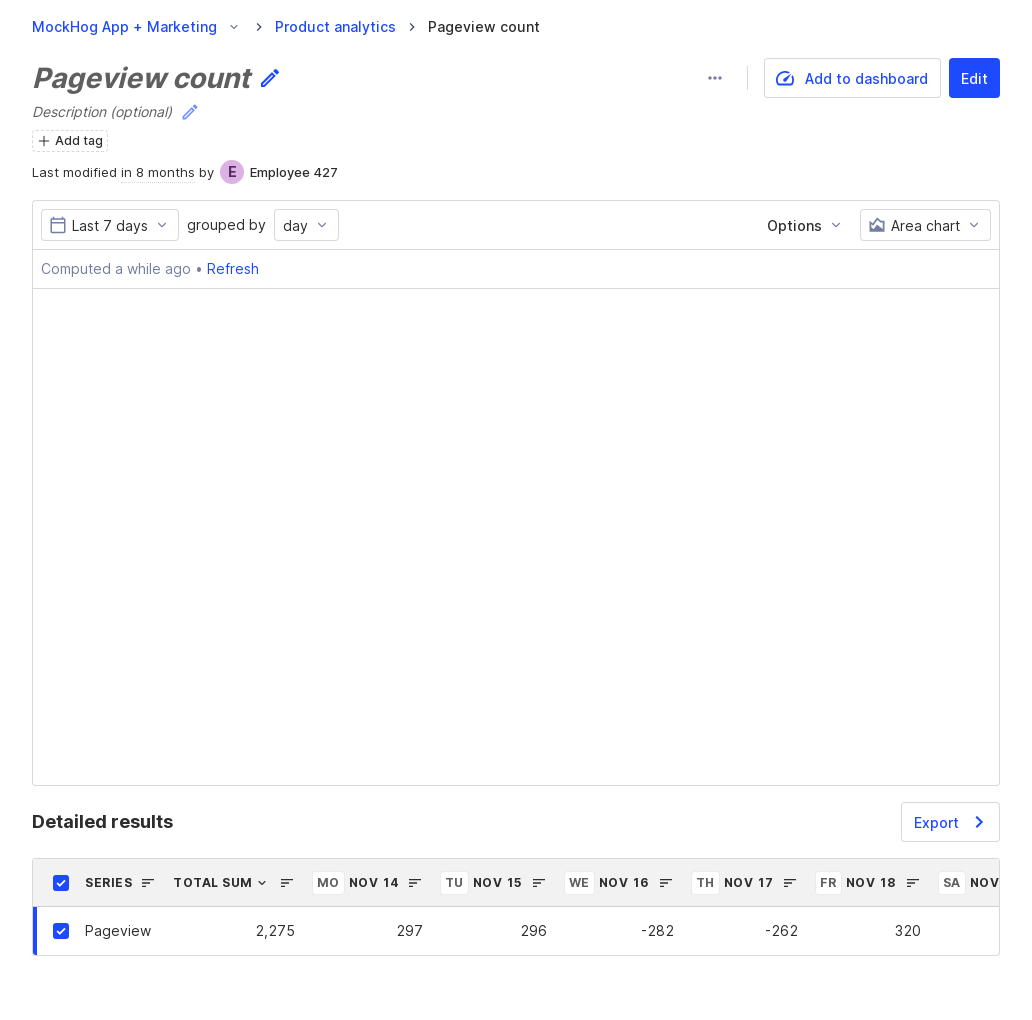 MockHog App + Marketing Product analytics Pageview count
Pageview count
Add to dashboard Edit
Description (optional)
Add tag
Last modified in 8 months by E Employee 427
Last 7 days grouped by day Options Area chart
Computed a while ago • Refresh
Detailed results Export
SERIES TOTAL SUM MO NOV 14 TU NOV 15 WE NOV 16 TH NOV 17 FR NOV 18 SA NOV
Pageview 2,275 297 296 -282 -262 320